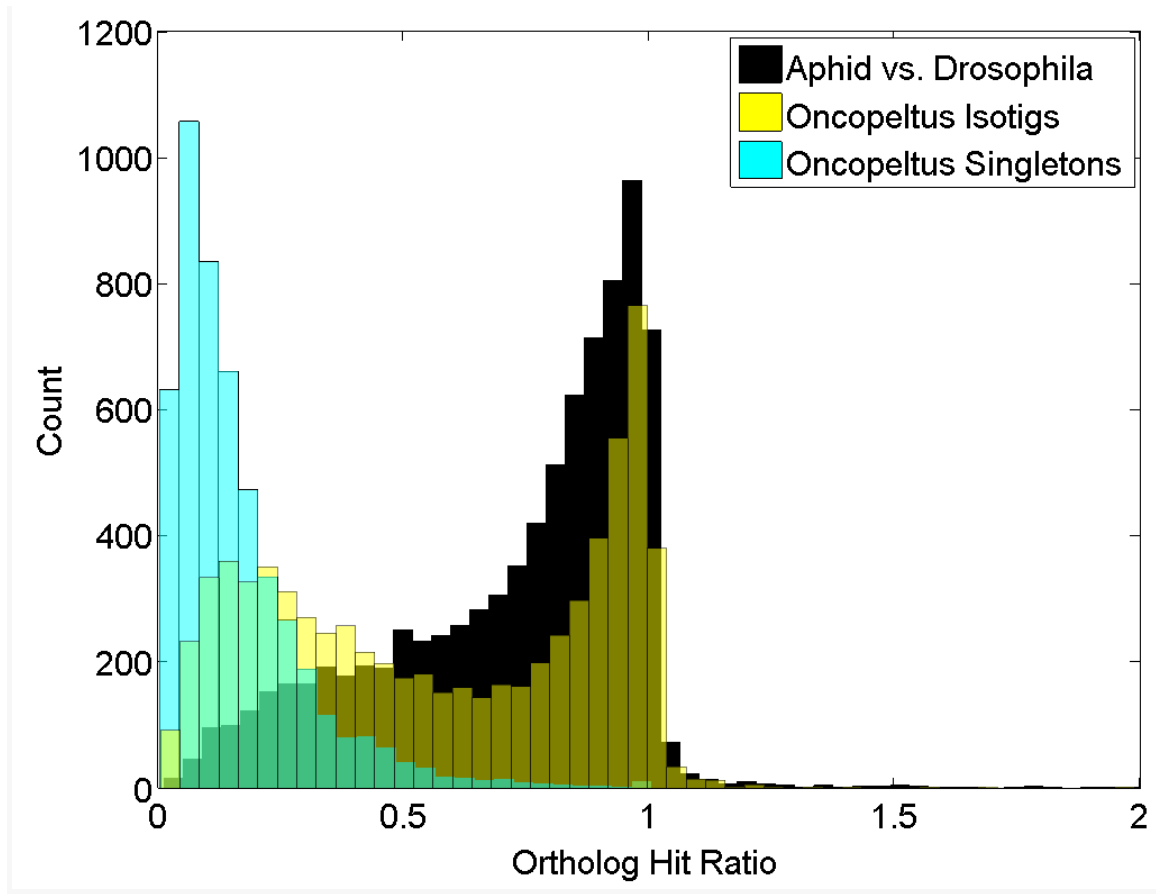 1200
1000
800
600
400
200
0
Count
Aphid vs. Drosophila
Oncopeltus Isotigs
Oncopeltus Singletons
0 0.5 1 1.5 2
Ortholog Hit Ratio